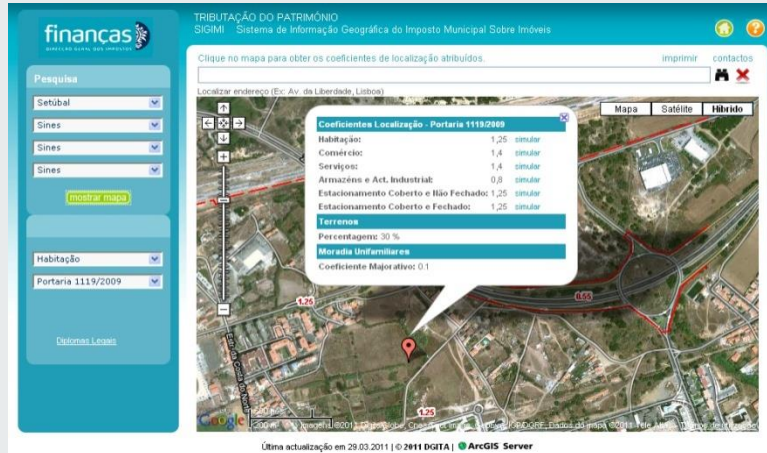 finanças
DIRECÇÃO GERAL DOS IMPOSTOS
TRIBUTAÇÃO DO PATRIMÓNIO
SIGIMI Sistema de Informação Geográfica do Imposto Municipal Sobre Imóveis
Clique no mapa para obter os coeficientes de localização atribuídos.
imprimir contactos
Localizar endereço (Ex: Av. da Liberdade, Lisboa)
Pesquisa
Setúbal
Sines
Sines
Sines
mostrar mapa
Habitação
Portaria 1119/2009
Diplomas Legais
Mapa Satélite Híbrido
Coeficientes Localização - Portaria 1119/2009
Habitação: 1,25 simular
Comércio: 1,4 simular
Serviços: 1,4 simular
Armazéns e Act. Industrial: 0,8 simular
Estacionamento Coberto e Não Fechado: 1,25 simular
Estacionamento Coberto e Fechado: 1,25 simular
Terrenos
Percentagem: 30 %
Moradia Unifamiliares
Coeficiente Majorativo: 0.1
1.25
0.55
1.25
Estrada Costa do Norte
Google
Última actualização em 29.03.2011 | © 2011 DGITA | ArcGIS Server